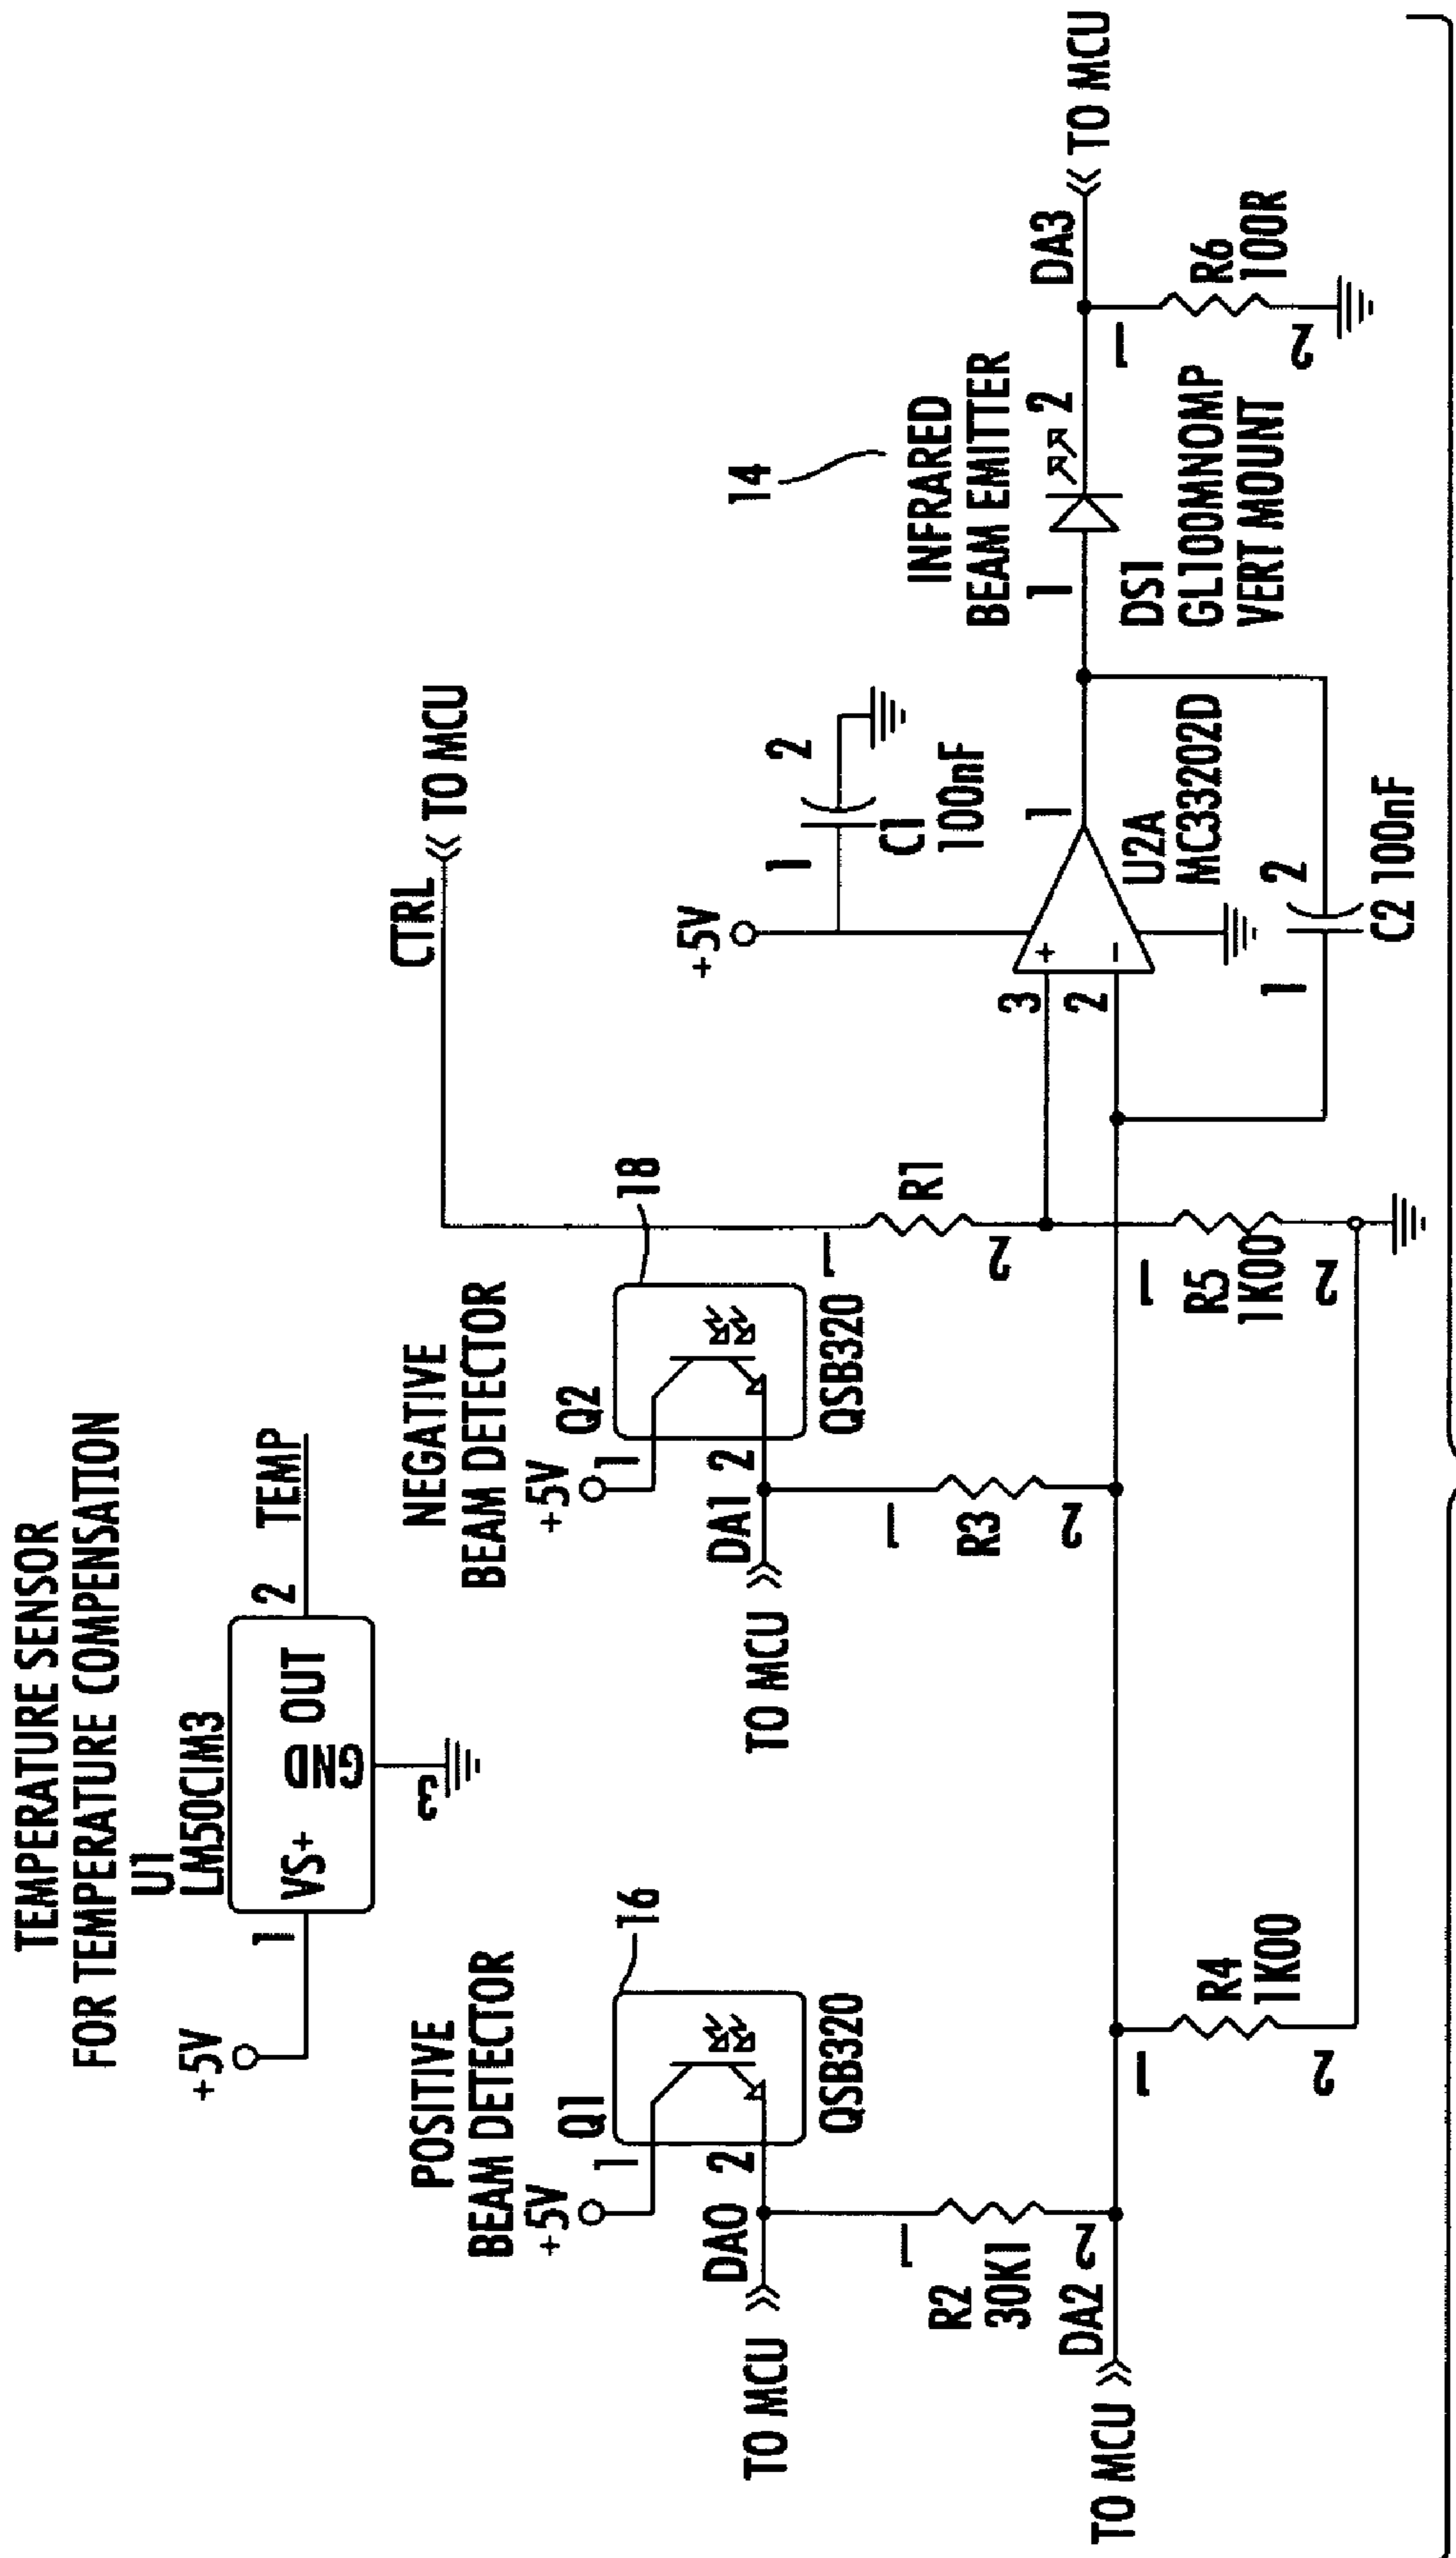 TEMPERATURE SENSOR
FOR TEMPERATURE COMPENSATION
U1
LM50CIM3
+5V
1
VS+
GND
OUT
2
TEMP
3
POSITIVE
BEAM DETECTOR
+5V
Q1
1
16
DA0
2
QSB320
TO MCU
1
R2
30K1
2
DA2
TO MCU
1
R4
1K00
2
NEGATIVE
BEAM DETECTOR
+5V
Q2
1
18
DA1
2
QSB320
TO MCU
1
R3
2
CTRL
TO MCU
1
R1
2
1
R5
1K00
2
+5V
1
2
C1
100nF
3
2
+
-
1
U2A
MC33202D
1
2
C2 100nF
14
INFRARED
BEAM EMITTER
1
2
DS1
GL100MNOMP
VERT MOUNT
DA3
TO MCU
1
R6
100R
2